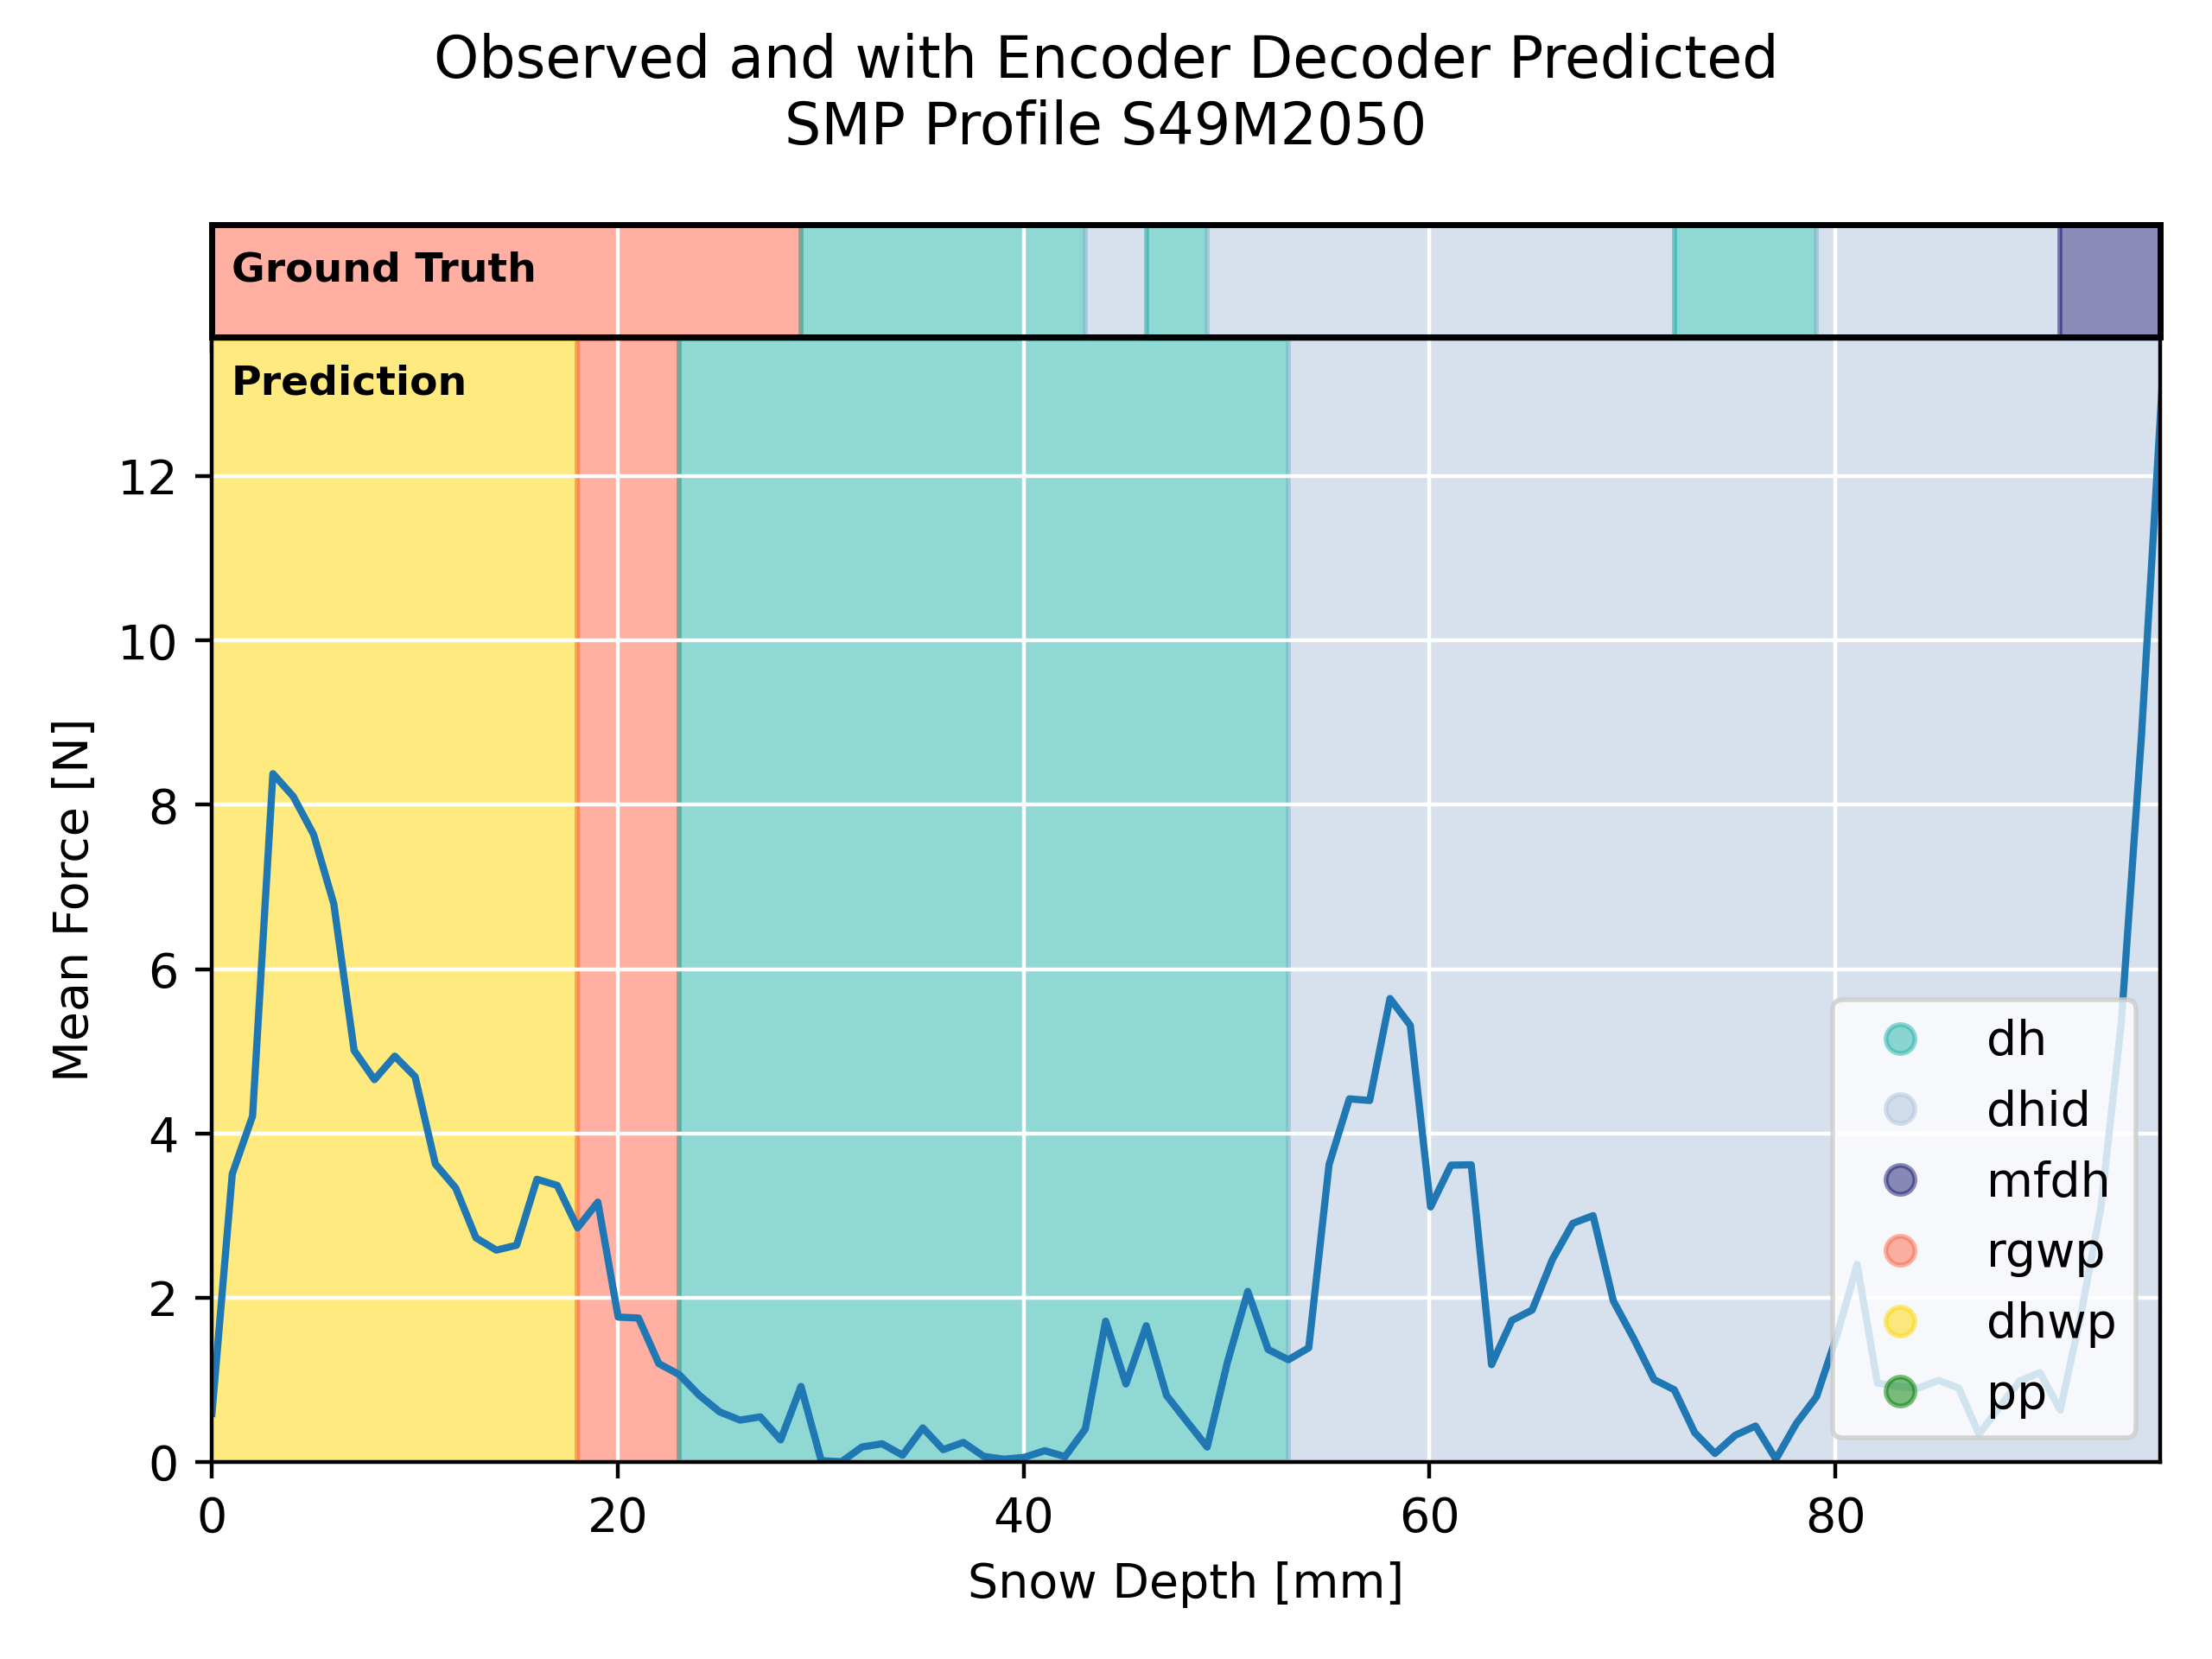 Observed and with Encoder Decoder Predicted
SMP Profile S49M2050
Ground Truth
Prediction
12
10
8
6
4
2
0
Mean Force [N]
dh
dhid
mfdh
rgwp
dhwp
pp
0 20 40 60 80
Snow Depth [mm]